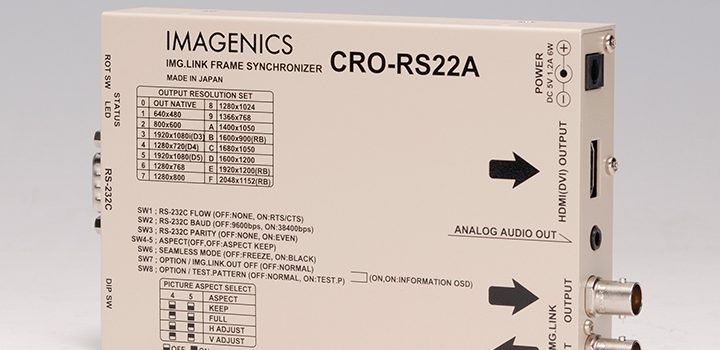 IMAGENICS
IMG.LINK FRAME SYNCHRONIZER CRO-RS22A
MADE IN JAPAN
OUTPUT RESOLUTION SET
0 OUT NATIVE 8 1280x1024
1 640x480 9 1366x768
2 800x600 A 1400x1050
3 1920x1080i(D3) B 1600x900(RB)
4 1280x720(D4) C 1680x1050
5 1920x1080(D5) D 1600x1200
6 1280x768 E 1920x1200(RB)
7 1280x800 F 2048x1152(RB)
SW1 ; RS-232C FLOW (OFF:NONE, ON:RTS/CTS)
SW2 ; RS-232C BAUD (OFF:9600bps, ON:38400bps)
SW3 ; RS-232C PARITY (OFF:NONE, ON:EVEN)
SW4-5 ; ASPECT(OFF,OFF:ASPECT KEEP)
SW6 ; SEAMLESS MODE (OFF:FREEZE, ON:BLACK)
SW7 ; OPTION / IMG.LINK.OUT OFF (OFF:NORMAL)
SW8 ; OPTION / TEST.PATTERN (OFF:NORMAL, ON:TEST.P) (ON,ON:INFORMATION OSD)
PICTURE ASPECT SELECT
4 5 ASPECT
KEEP
FULL
H ADJUST
V ADJUST
OFF ON
ROT SW
STATUS
LED
RS-232C
DIP SW
POWER
DC 5V 1.2A 6W
HDMI(DVI) OUTPUT
ANALOG AUDIO OUT
OUTPUT